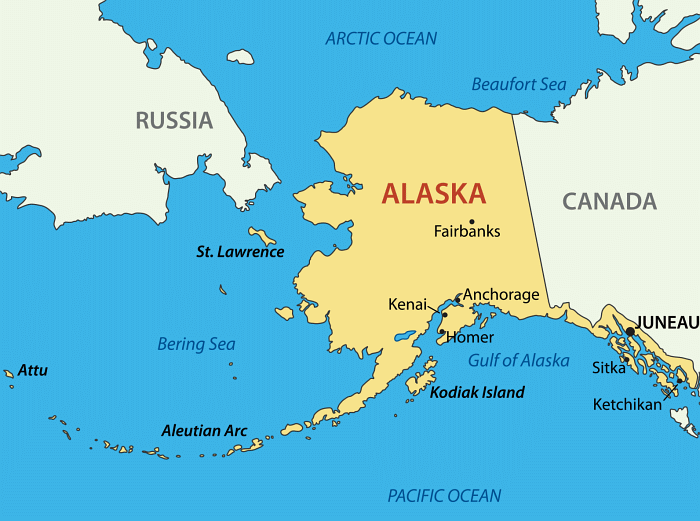 ARCTIC OCEAN
Beaufort Sea
RUSSIA
ALASKA
CANADA
Fairbanks
St. Lawrence
Anchorage
Kenai
JUNEAU
Homer
Bering Sea
Gulf of Alaska
Sitka
Attu
Kodiak Island
Ketchikan
Aleutian Arc
PACIFIC OCEAN